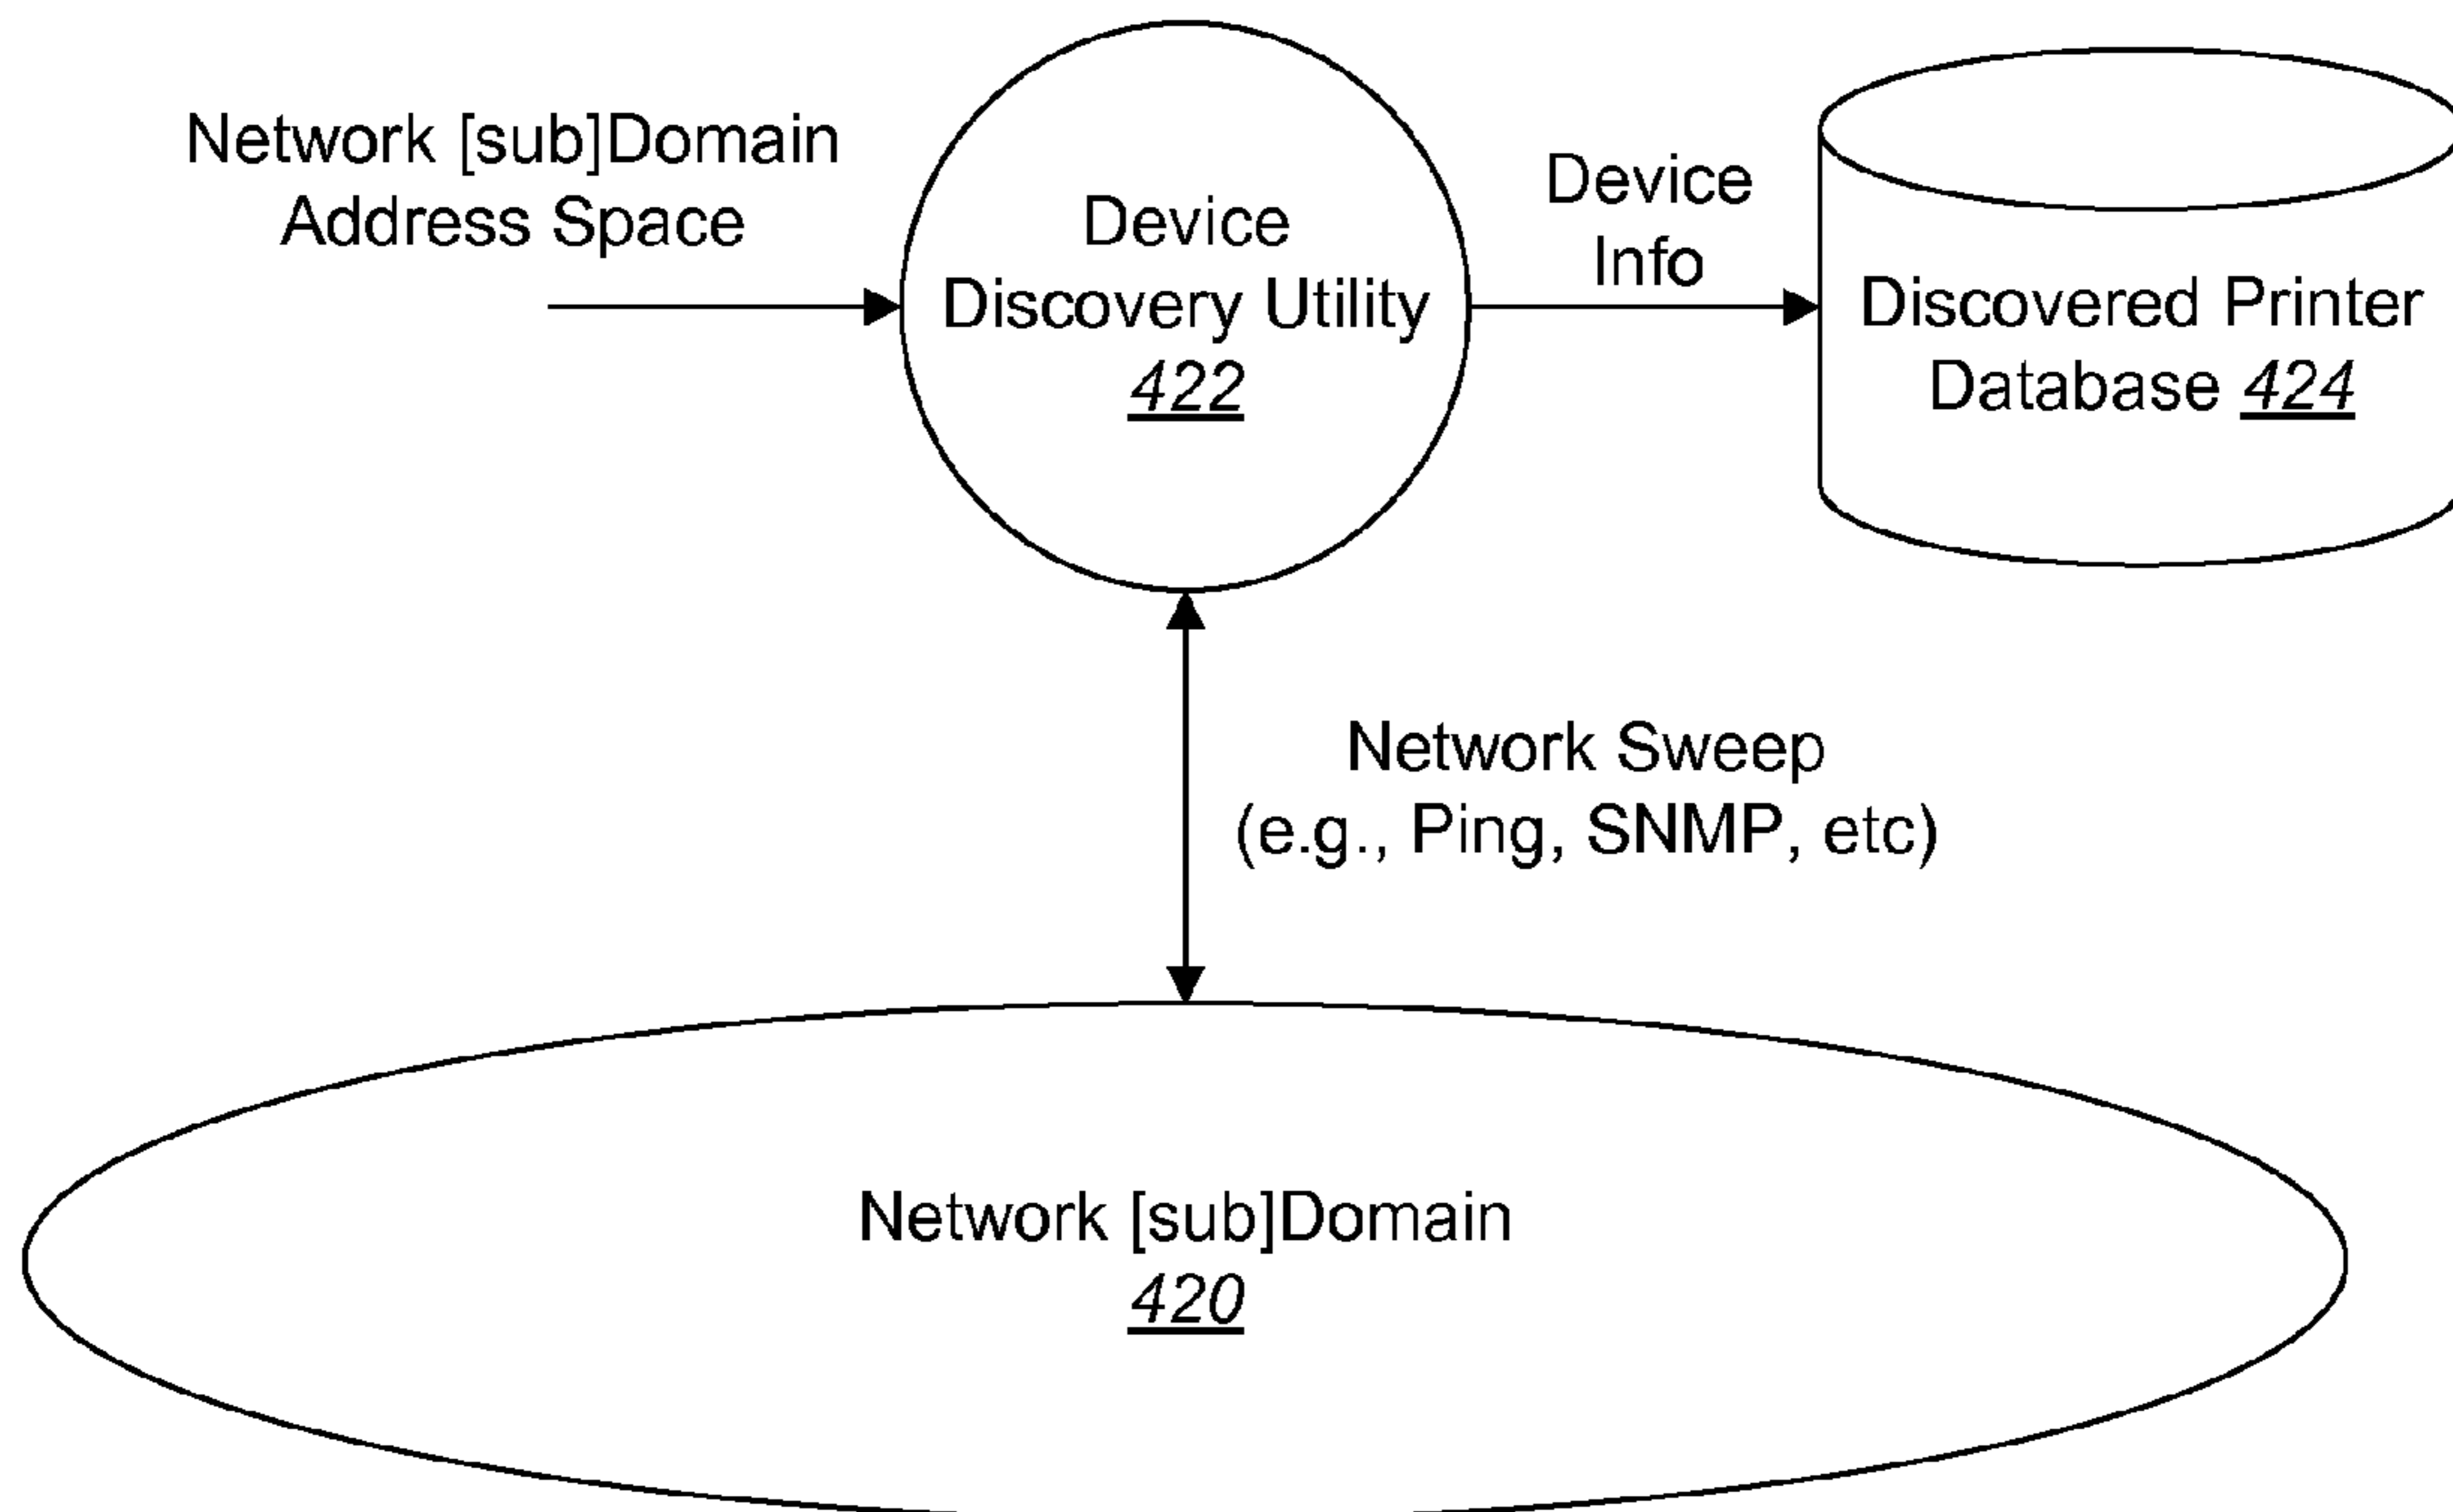 Network [sub]Domain
Address Space
Device
Discovery Utility
422
Device
Info
Discovered Printer
Database 424
Network Sweep
(e.g., Ping, SNMP, etc)
Network [sub]Domain
420